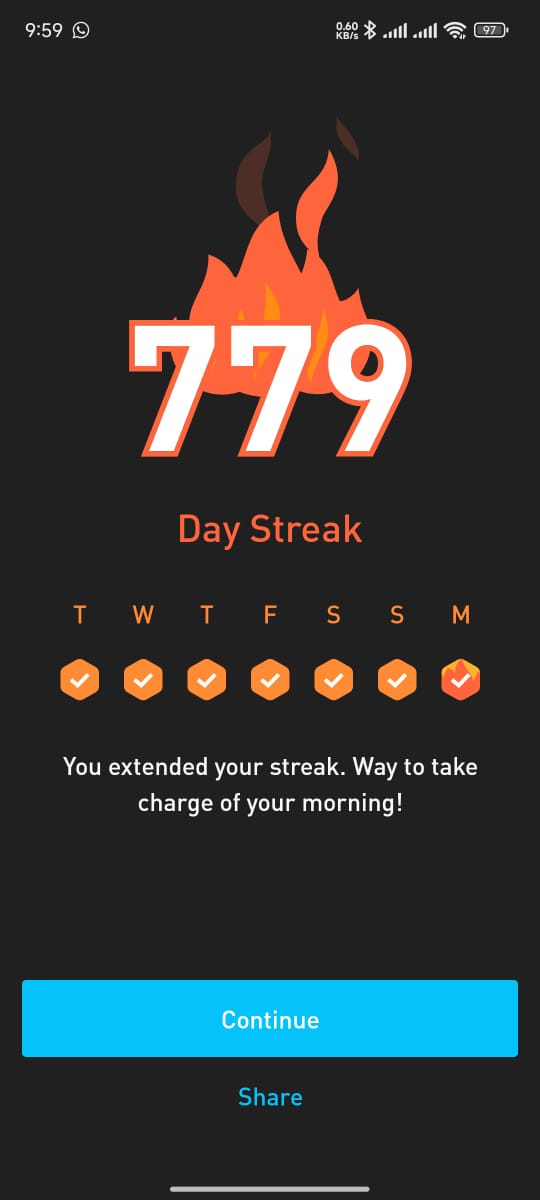 9:59
0.60 KB/s
97
779
Day Streak
T W T F S S M
You extended your streak. Way to take
charge of your morning!
Continue
Share